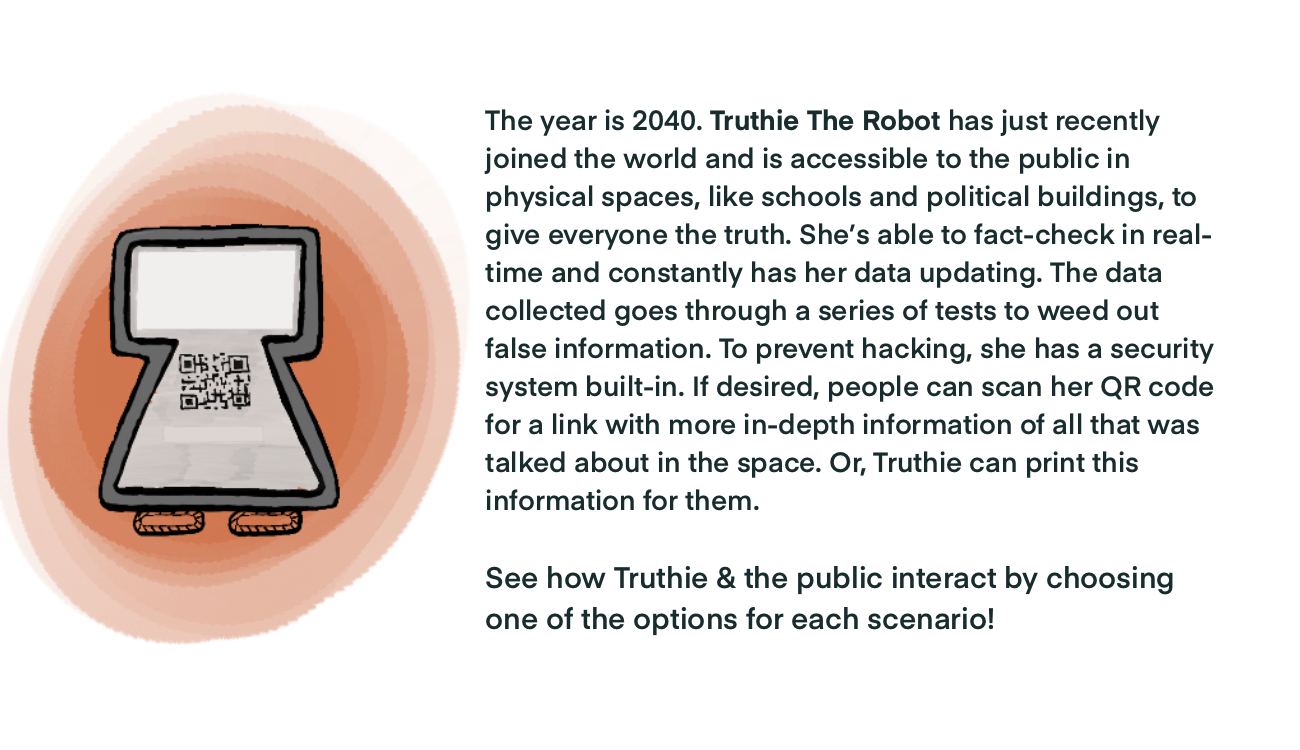 The year is 2040. Truthie The Robot has just recently
joined the world and is accessible to the public in
physical spaces, like schools and political buildings, to
give everyone the truth. She’s able to fact-check in real-
time and constantly has her data updating. The data
collected goes through a series of tests to weed out
false information. To prevent hacking, she has a security
system built-in. If desired, people can scan her QR code
for a link with more in-depth information of all that was
talked about in the space. Or, Truthie can print this
information for them.
See how Truthie & the public interact by choosing
one of the options for each scenario!